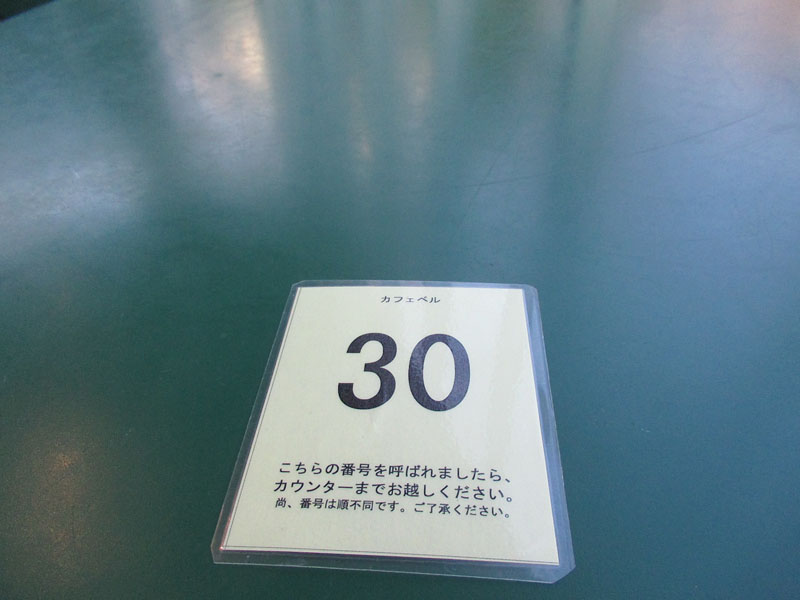 カフェベル
30
こちらの番号を呼ばれましたら、
カウンターまでお越しください。
尚、番号は順不同です。ご了承ください。